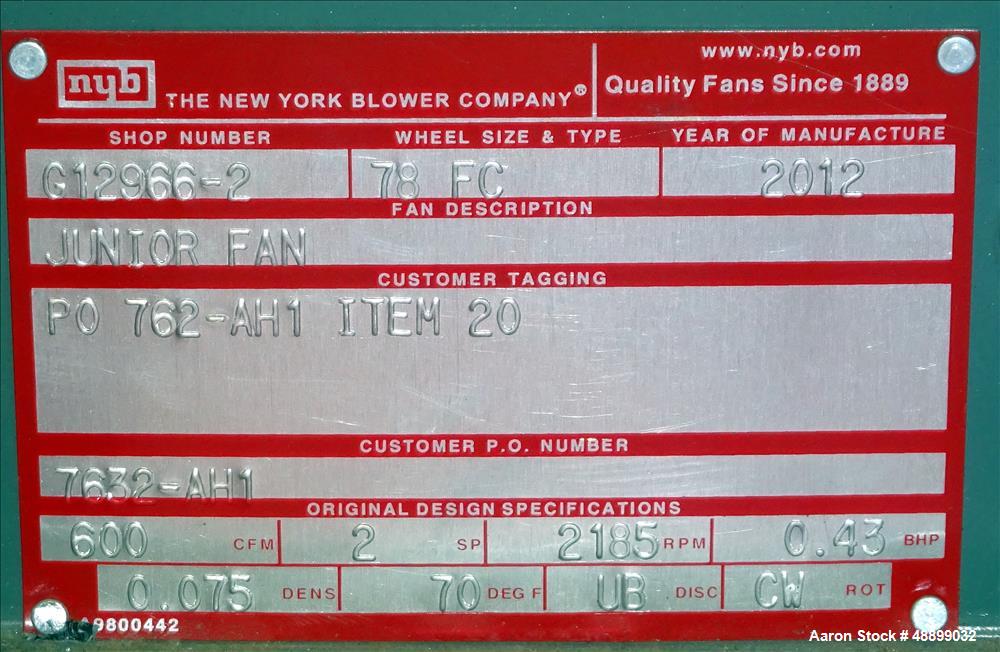 www.nyb.com
nyb THE NEW YORK BLOWER COMPANY® Quality Fans Since 1889
SHOP NUMBER WHEEL SIZE & TYPE YEAR OF MANUFACTURE
G12966-2 78 FC 2012
FAN DESCRIPTION
JUNIOR FAN
CUSTOMER TAGGING
PO 762-AH1 ITEM 20
CUSTOMER P.O. NUMBER
7632-AH1
ORIGINAL DESIGN SPECIFICATIONS
600 CFM 2 SP 2185 RPM 0.43 BHP
0.075 DENS 70 DEG F UB DISC CW ROT
9800442
Aaron Stock # 48899032